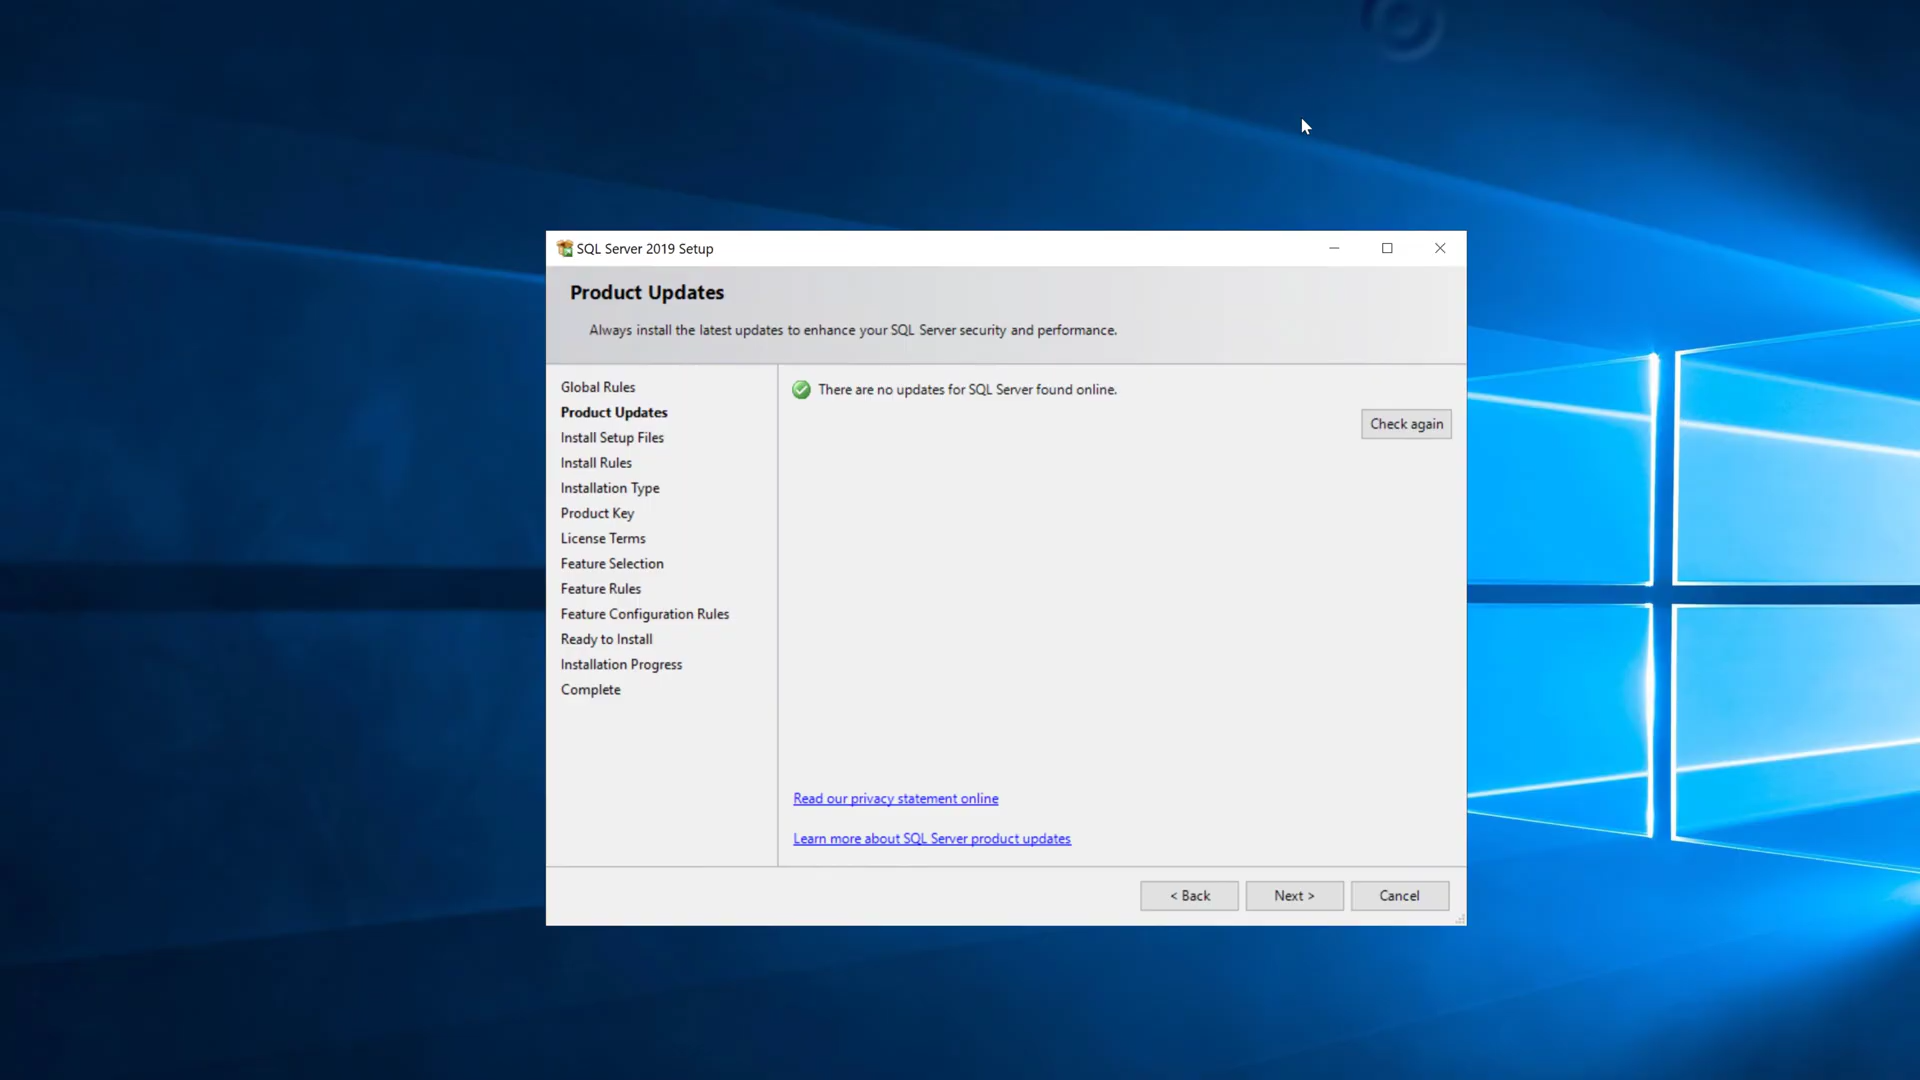 SQL Server 2019 Setup
Product Updates
Always install the latest updates to enhance your SQL Server security and performance.
Global Rules
Product Updates
Install Setup Files
Install Rules
Installation Type
Product Key
License Terms
Feature Selection
Feature Rules
Feature Configuration Rules
Ready to Install
Installation Progress
Complete
There are no updates for SQL Server found online.
Check again
Read our privacy statement online
Learn more about SQL Server product updates
< Back
Next >
Cancel